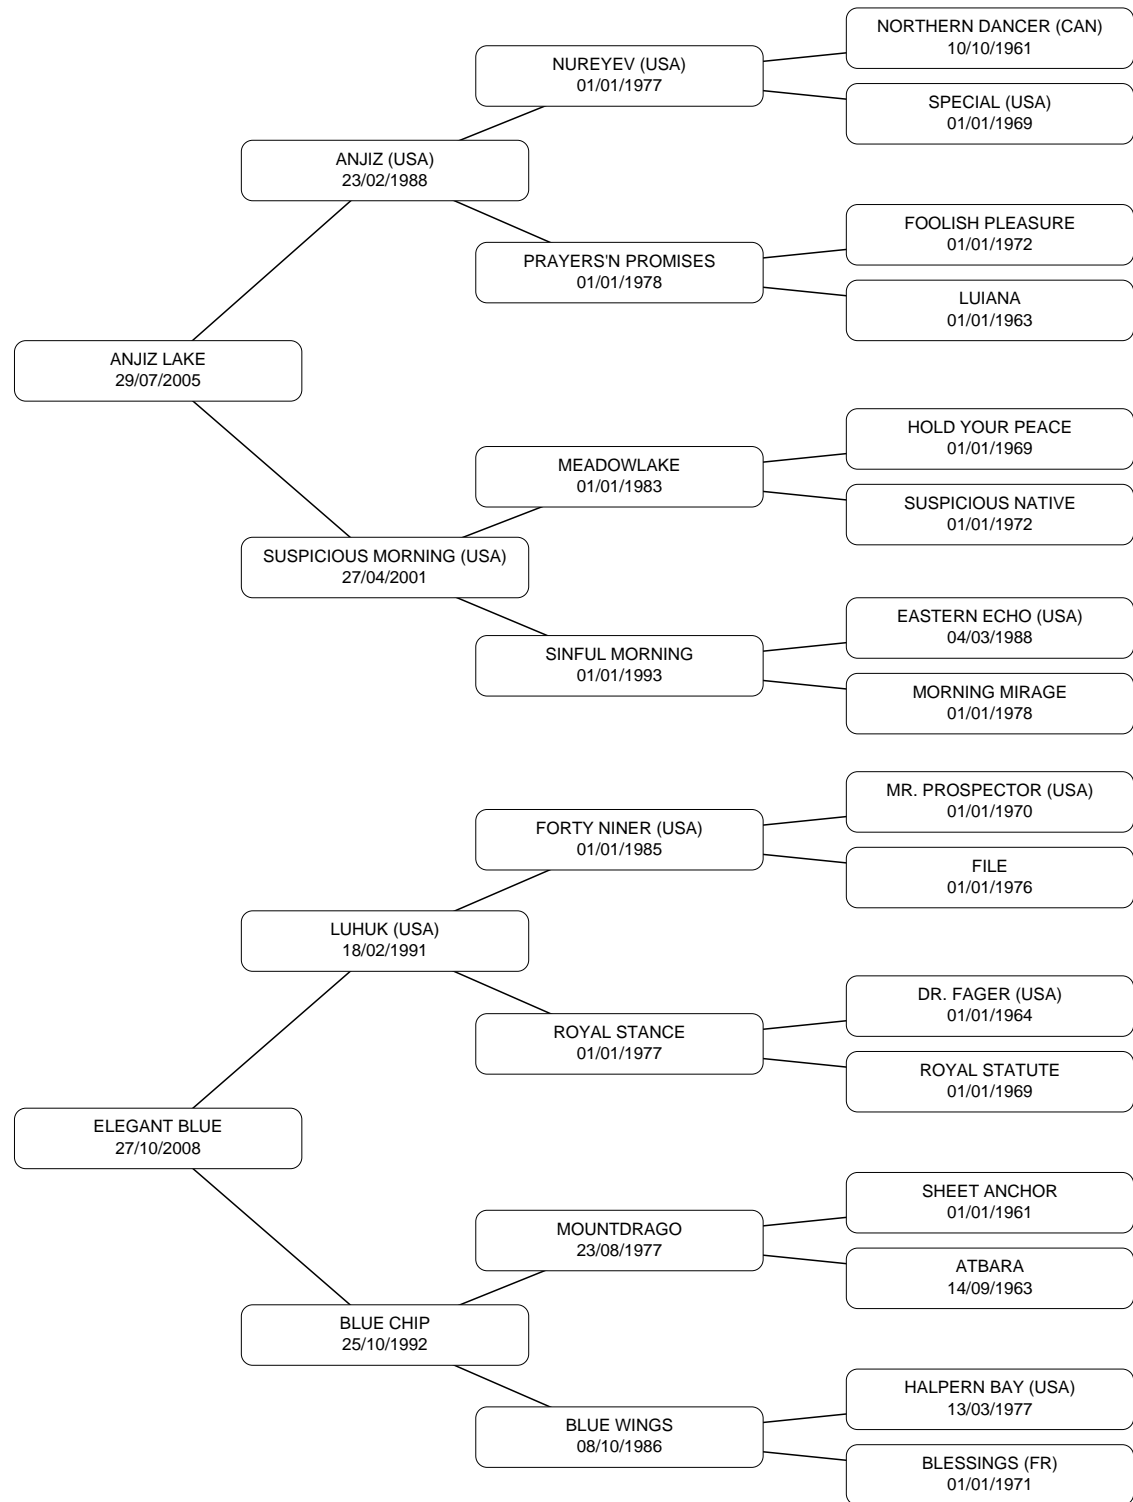 NORTHERN DANCER (CAN)
10/10/1961
NUREYEV (USA)
01/01/1977
SPECIAL (USA)
01/01/1969
ANJIZ (USA)
23/02/1988
FOOLISH PLEASURE
01/01/1972
PRAYERS'N PROMISES
01/01/1978
LUIANA
01/01/1963
ANJIZ LAKE
29/07/2005
HOLD YOUR PEACE
01/01/1969
MEADOWLAKE
01/01/1983
SUSPICIOUS NATIVE
01/01/1972
SUSPICIOUS MORNING (USA)
27/04/2001
EASTERN ECHO (USA)
04/03/1988
SINFUL MORNING
01/01/1993
MORNING MIRAGE
01/01/1978
MR. PROSPECTOR (USA)
01/01/1970
FORTY NINER (USA)
01/01/1985
FILE
01/01/1976
LUHUK (USA)
18/02/1991
DR. FAGER (USA)
01/01/1964
ROYAL STANCE
01/01/1977
ROYAL STATUTE
01/01/1969
ELEGANT BLUE
27/10/2008
SHEET ANCHOR
01/01/1961
MOUNTDRAGO
23/08/1977
ATBARA
14/09/1963
BLUE CHIP
25/10/1992
HALPERN BAY (USA)
13/03/1977
BLUE WINGS
08/10/1986
BLESSINGS (FR)
01/01/1971